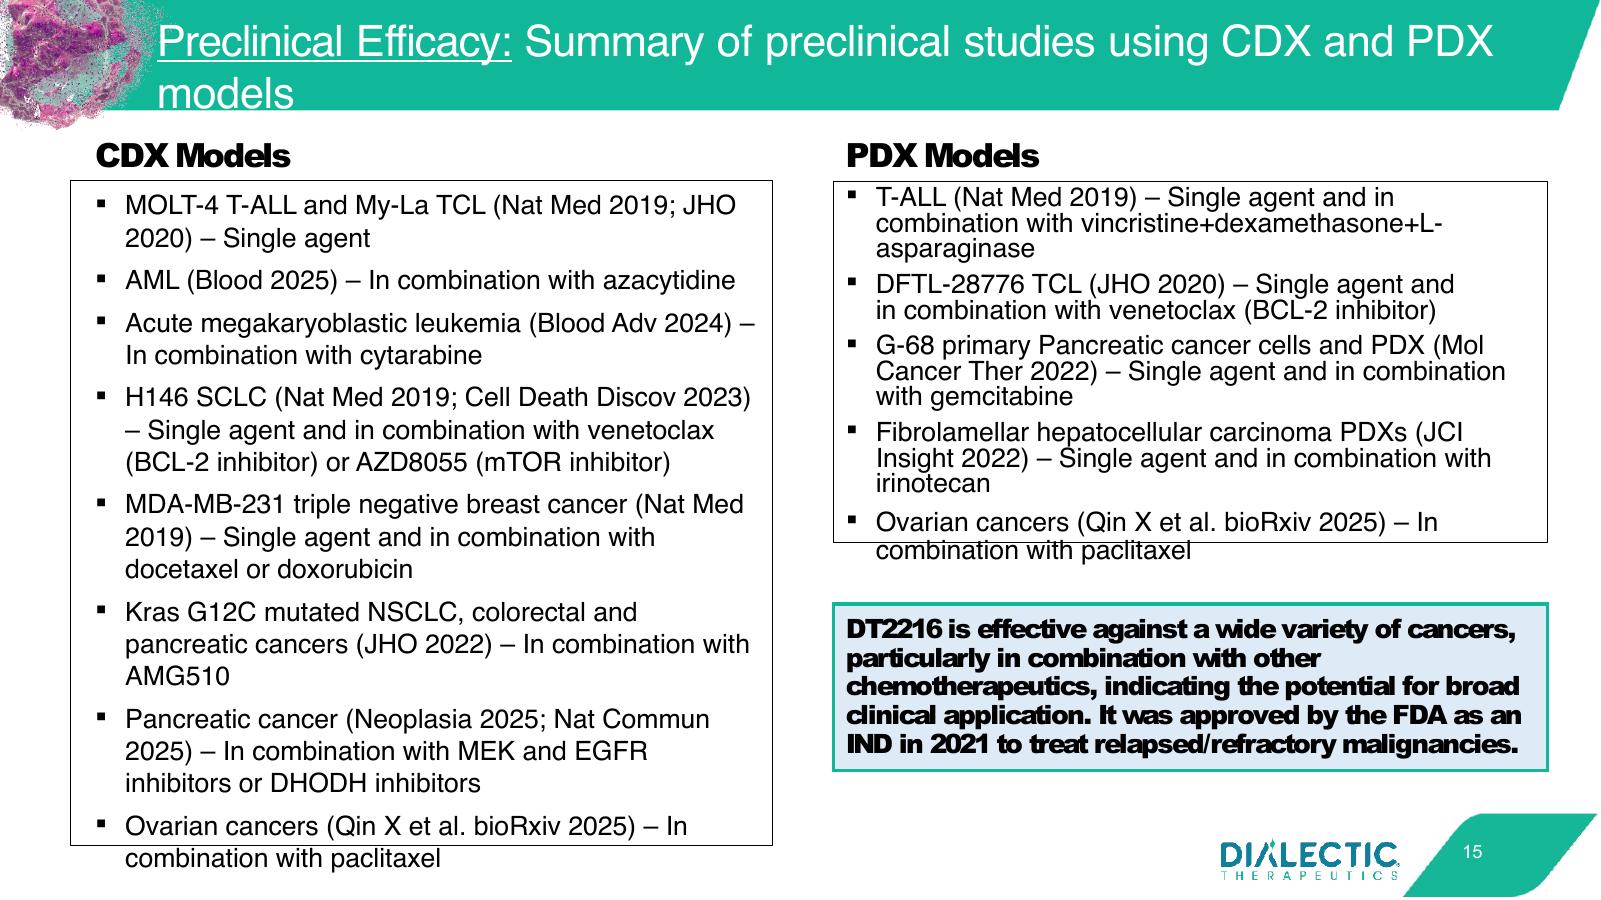 Preclinical Efficacy: Summary of preclinical studies using CDX and PDX
models
CDX Models
▪ MOLT-4 T-ALL and My-La TCL (Nat Med 2019; JHO
2020) – Single agent
▪ AML (Blood 2025) – In combination with azacytidine
▪ Acute megakaryoblastic leukemia (Blood Adv 2024) –
In combination with cytarabine
▪ H146 SCLC (Nat Med 2019; Cell Death Discov 2023)
– Single agent and in combination with venetoclax
(BCL-2 inhibitor) or AZD8055 (mTOR inhibitor)
▪ MDA-MB-231 triple negative breast cancer (Nat Med
2019) – Single agent and in combination with
docetaxel or doxorubicin
▪ Kras G12C mutated NSCLC, colorectal and
pancreatic cancers (JHO 2022) – In combination with
AMG510
▪ Pancreatic cancer (Neoplasia 2025; Nat Commun
2025) – In combination with MEK and EGFR
inhibitors or DHODH inhibitors
▪ Ovarian cancers (Qin X et al. bioRxiv 2025) – In
combination with paclitaxel
PDX Models
▪ T-ALL (Nat Med 2019) – Single agent and in
combination with vincristine+dexamethasone+L-
asparaginase
▪ DFTL-28776 TCL (JHO 2020) – Single agent and
in combination with venetoclax (BCL-2 inhibitor)
▪ G-68 primary Pancreatic cancer cells and PDX (Mol
Cancer Ther 2022) – Single agent and in combination
with gemcitabine
▪ Fibrolamellar hepatocellular carcinoma PDXs (JCI
Insight 2022) – Single agent and in combination with
irinotecan
▪ Ovarian cancers (Qin X et al. bioRxiv 2025) – In
combination with paclitaxel
DT2216 is effective against a wide variety of cancers,
particularly in combination with other
chemotherapeutics, indicating the potential for broad
clinical application. It was approved by the FDA as an
IND in 2021 to treat relapsed/refractory malignancies.
DIALECTIC
THERAPEUTICS
15